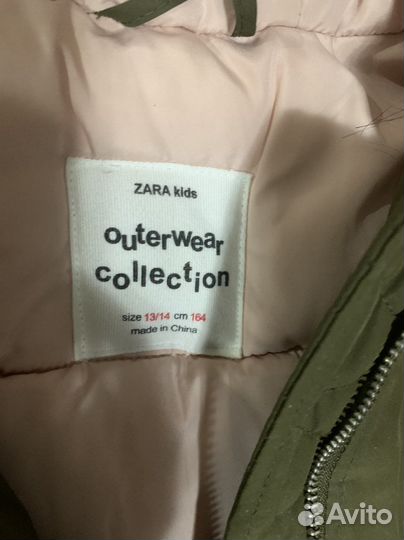 ZARA kids
outerwear
collection
size 13/14 cm 164
made in China
Avito